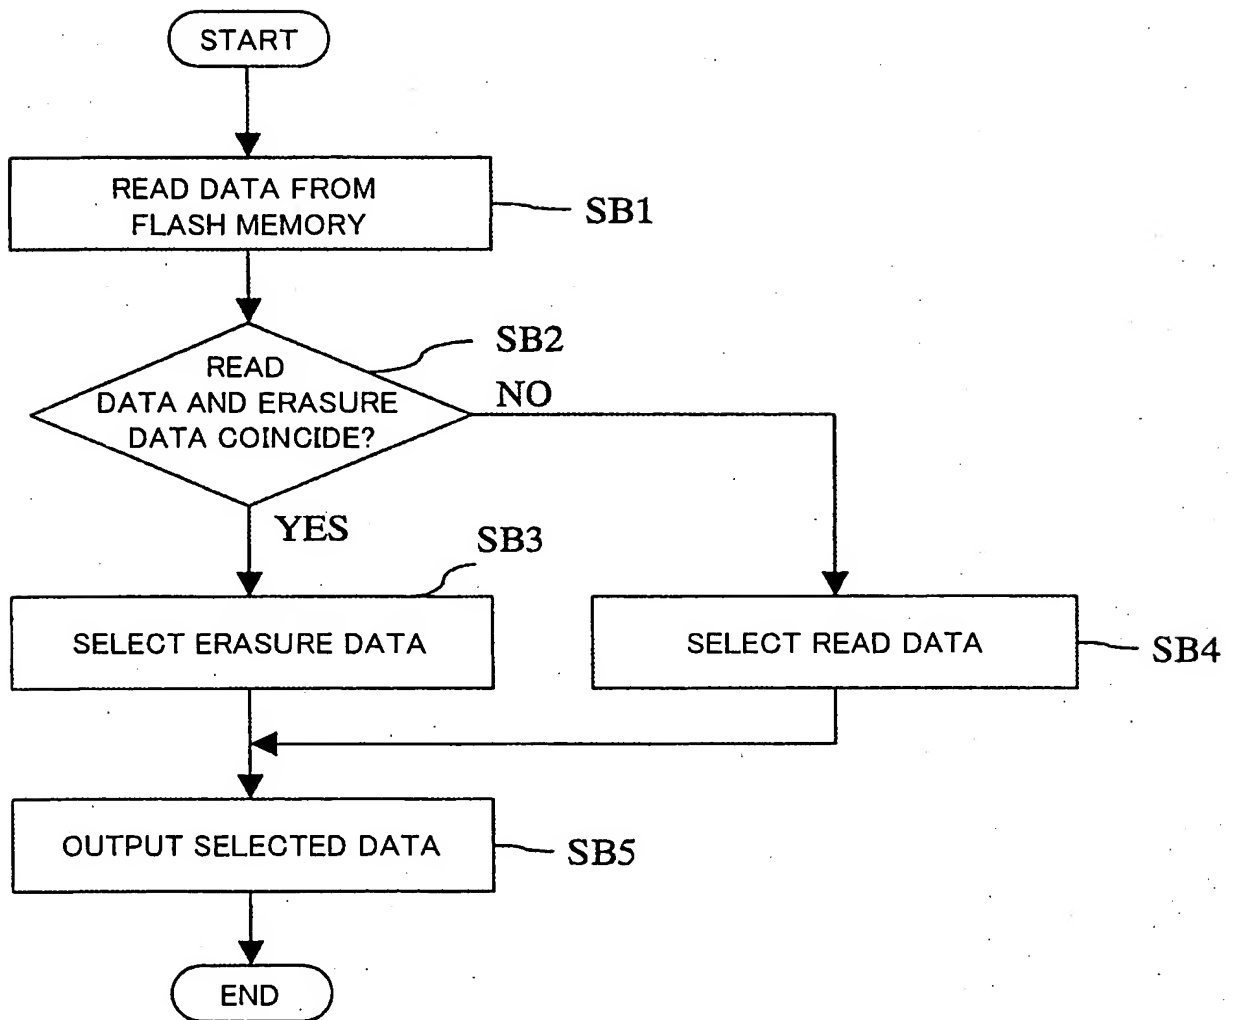 START
READ DATA FROM
FLASH MEMORY
SB1
SB2
READ
DATA AND ERASURE
DATA COINCIDE?
NO
YES
SB3
SELECT ERASURE DATA
SELECT READ DATA
SB4
OUTPUT SELECTED DATA
SB5
END